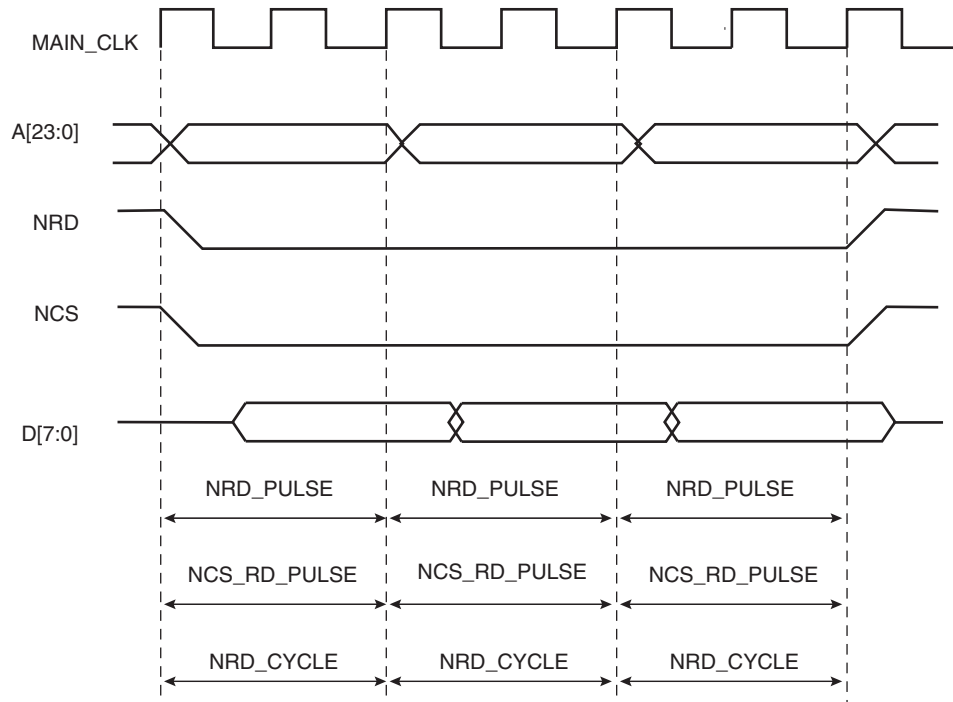 MAIN_CLK
A[23:0]
NRD
NCS
D[7:0]
NRD_PULSE NRD_PULSE NRD_PULSE
NCS_RD_PULSE NCS_RD_PULSE NCS_RD_PULSE
NRD_CYCLE NRD_CYCLE NRD_CYCLE